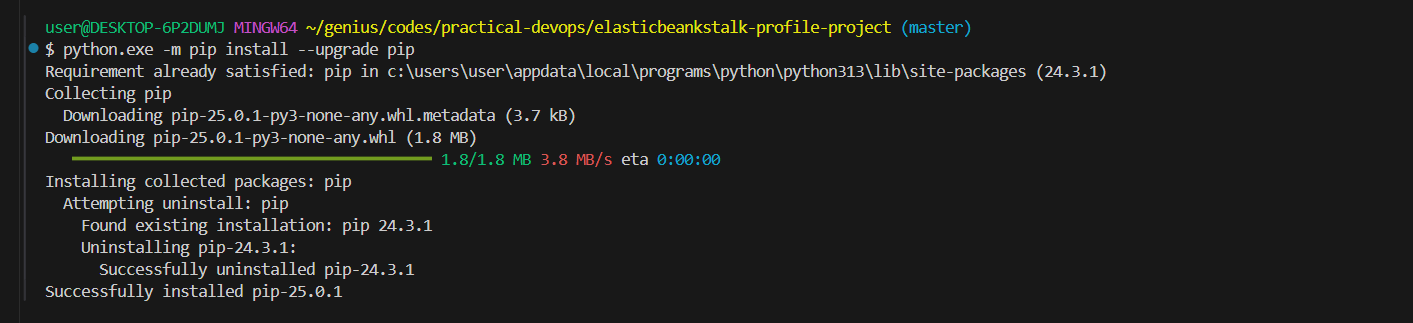 user@DESKTOP-6P2DUMJ MINGW64 ~/genius/codes/practical-devops/elasticbeankstalk-profile-project (master)
$ python.exe -m pip install --upgrade pip
Requirement already satisfied: pip in c:\users\user\appdata\local\programs\python\python313\lib\site-packages (24.3.1)
Collecting pip
  Downloading pip-25.0.1-py3-none-any.whl.metadata (3.7 kB)
Downloading pip-25.0.1-py3-none-any.whl (1.8 MB)
1.8/1.8 MB 3.8 MB/s eta 0:00:00
Installing collected packages: pip
  Attempting uninstall: pip
    Found existing installation: pip 24.3.1
    Uninstalling pip-24.3.1:
      Successfully uninstalled pip-24.3.1
Successfully installed pip-25.0.1